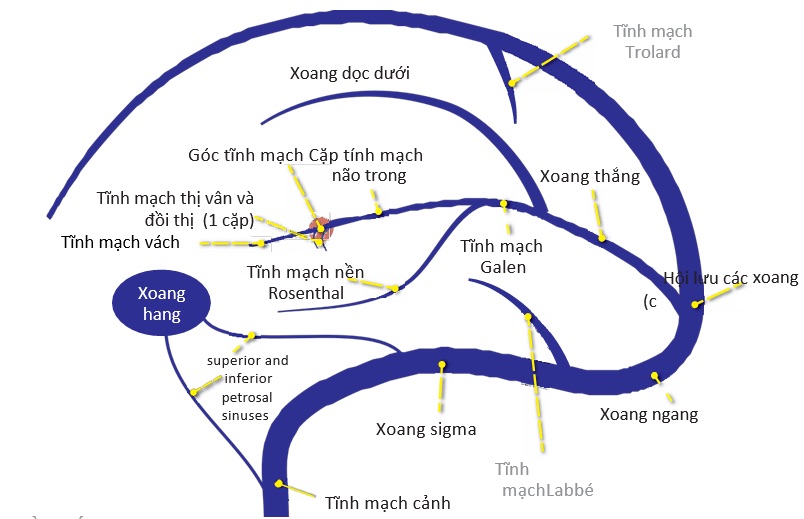 Tĩnh mạch
Trolard
Xoang dọc dưới
Góc tĩnh mạch Cặp tính mạch
não trong
Xoang thắng
Tĩnh mạch thị vân và
đồi thị (1 cặp)
Tĩnh mạch vách
Tĩnh mạch
Galen
Tĩnh mạch nền
Rosenthal
Hội lưu các xoang
(c
Xoang
hang
superior and
inferior
petrosal
sinuses
Xoang ngang
Xoang sigma
Tĩnh
mạchLabbé
Tĩnh mạch cảnh